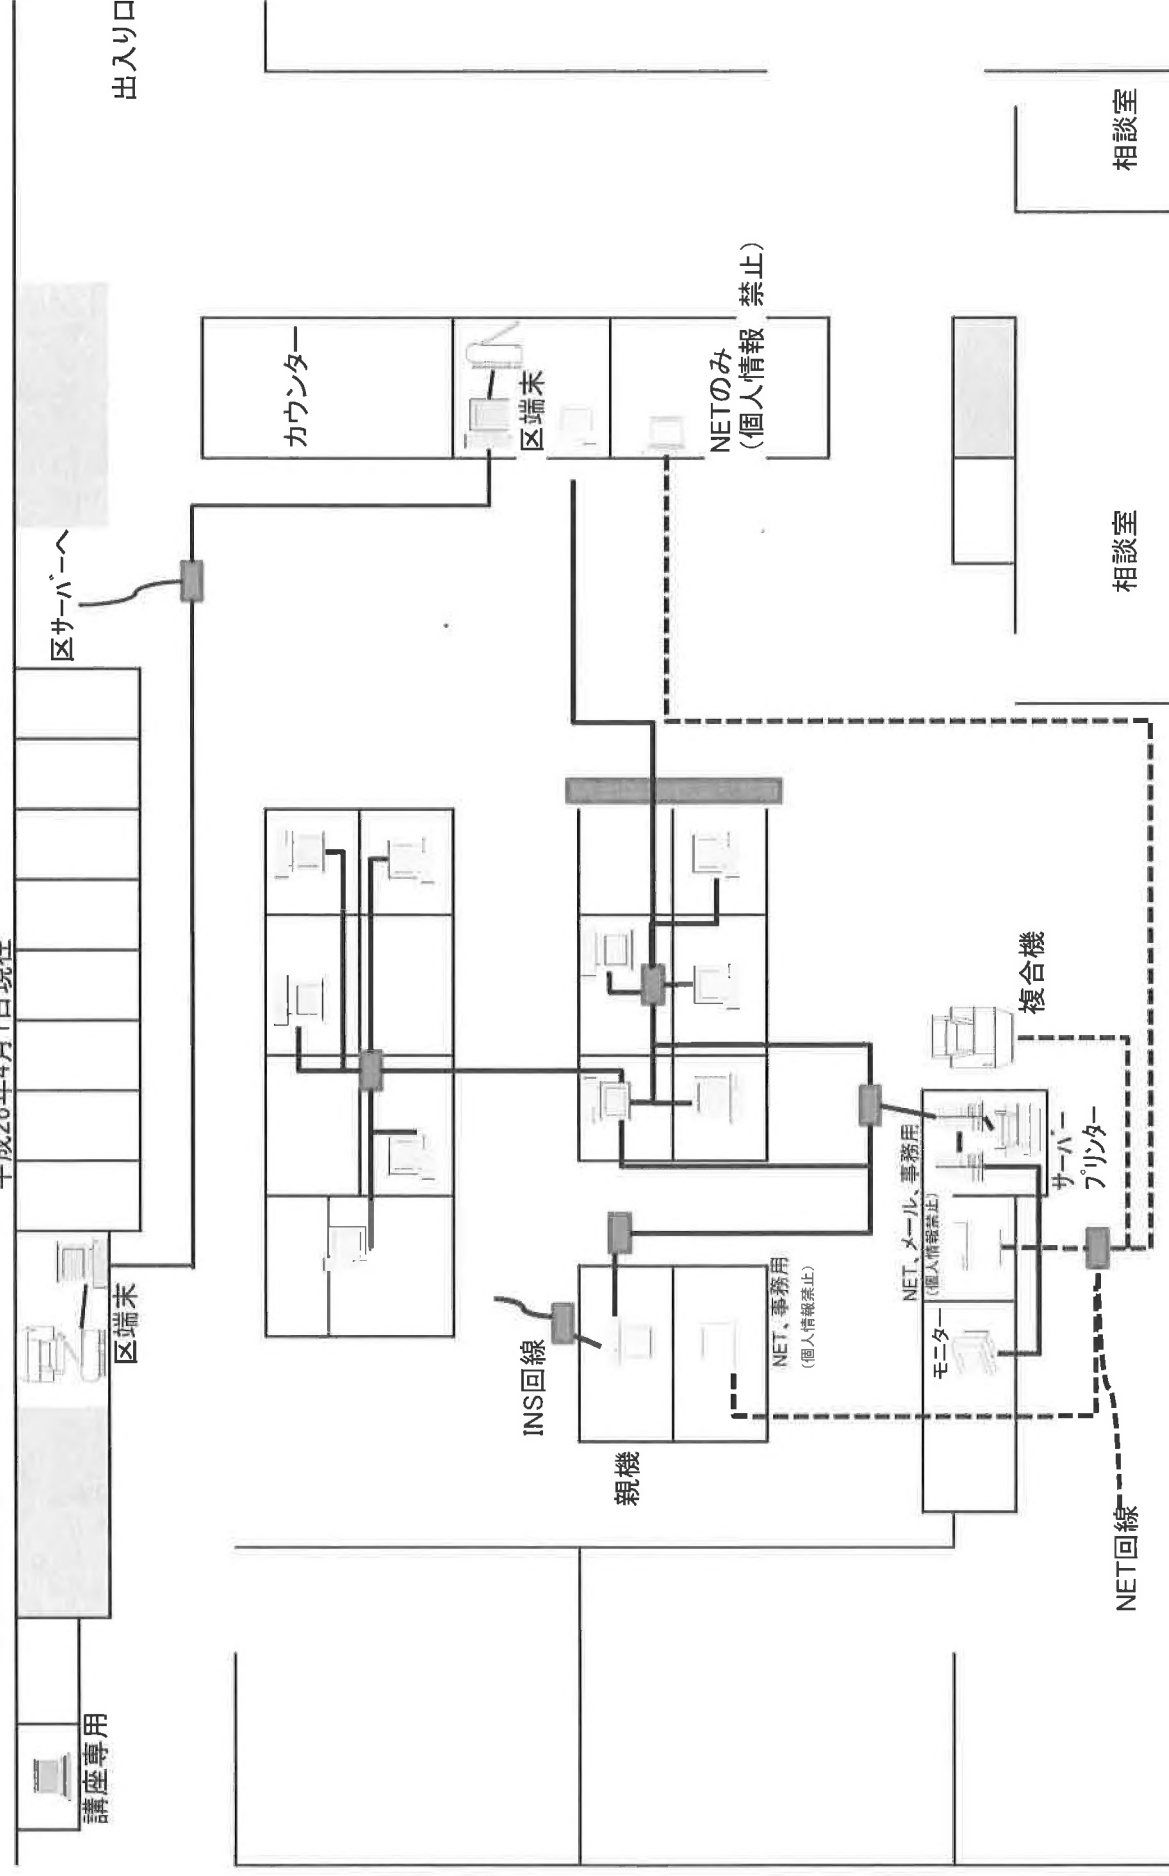 出入り口
相談室
カウンター
区端末
NETのみ
(個人情報 禁止)
区サーバーへ
相談室
複合機
サーバー
プリンター
NET、メール、事務用
(個人情報禁止)
モニター
NET、事務用
(個人情報禁止)
INS回線
親機
区端末
NET回線
講座専用